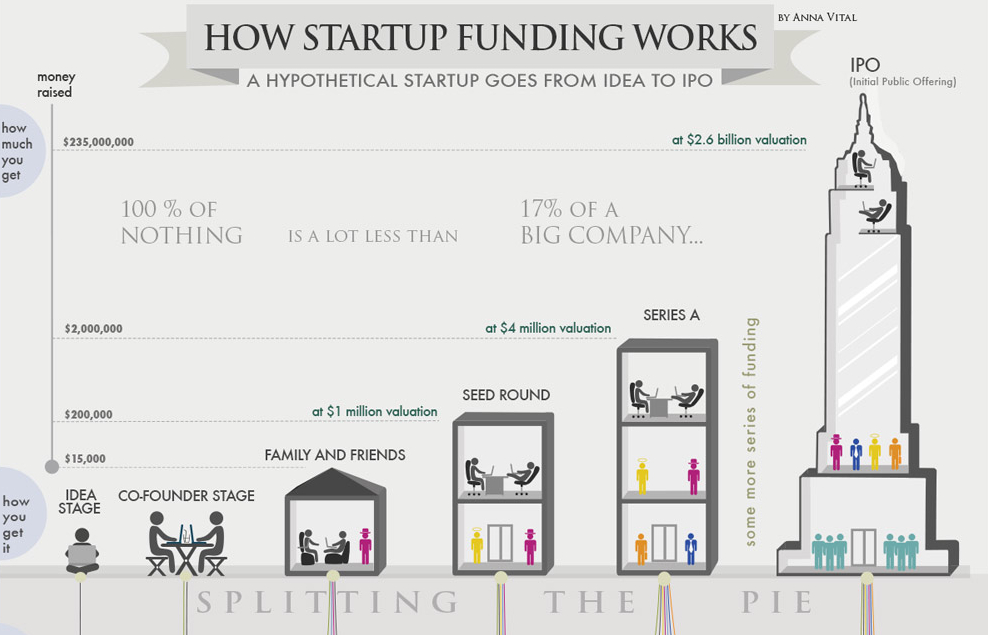 HOW STARTUP FUNDING WORKS
BY ANNA VITAL
A HYPOTHETICAL STARTUP GOES FROM IDEA TO IPO
money
raised
IPO
(Initial Public Offering)
how
much
you
get
$235,000,000
at $2.6 billion valuation
100 % OF
NOTHING
IS A LOT LESS THAN
17% OF A
BIG COMPANY...
SERIES A
$2,000,000
at $4 million valuation
some more series of funding
SEED ROUND
$200,000
at $1 million valuation
$15,000
FAMILY AND FRIENDS
IDEA
STAGE
CO-FOUNDER STAGE
how
you
get
it
SPLITTING THE PIE